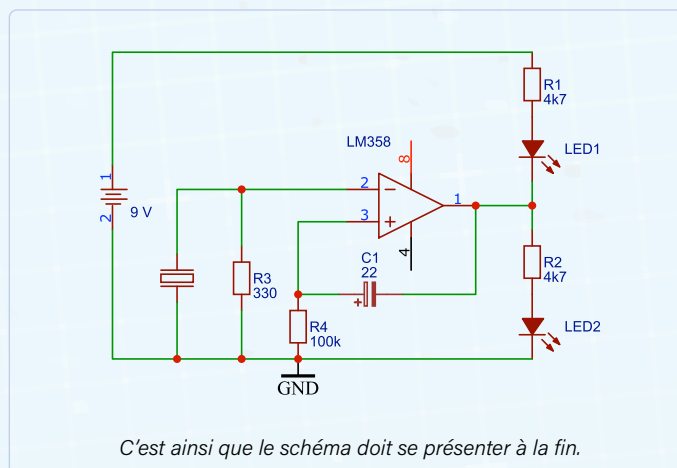 R1
4k7
LED1
LM358
8
1
2
9 V
2
3
1
4
C1
22
R3
330
R4
100k
R2
4k7
LED2
GND
C’est ainsi que le schéma doit se présenter à la fin.